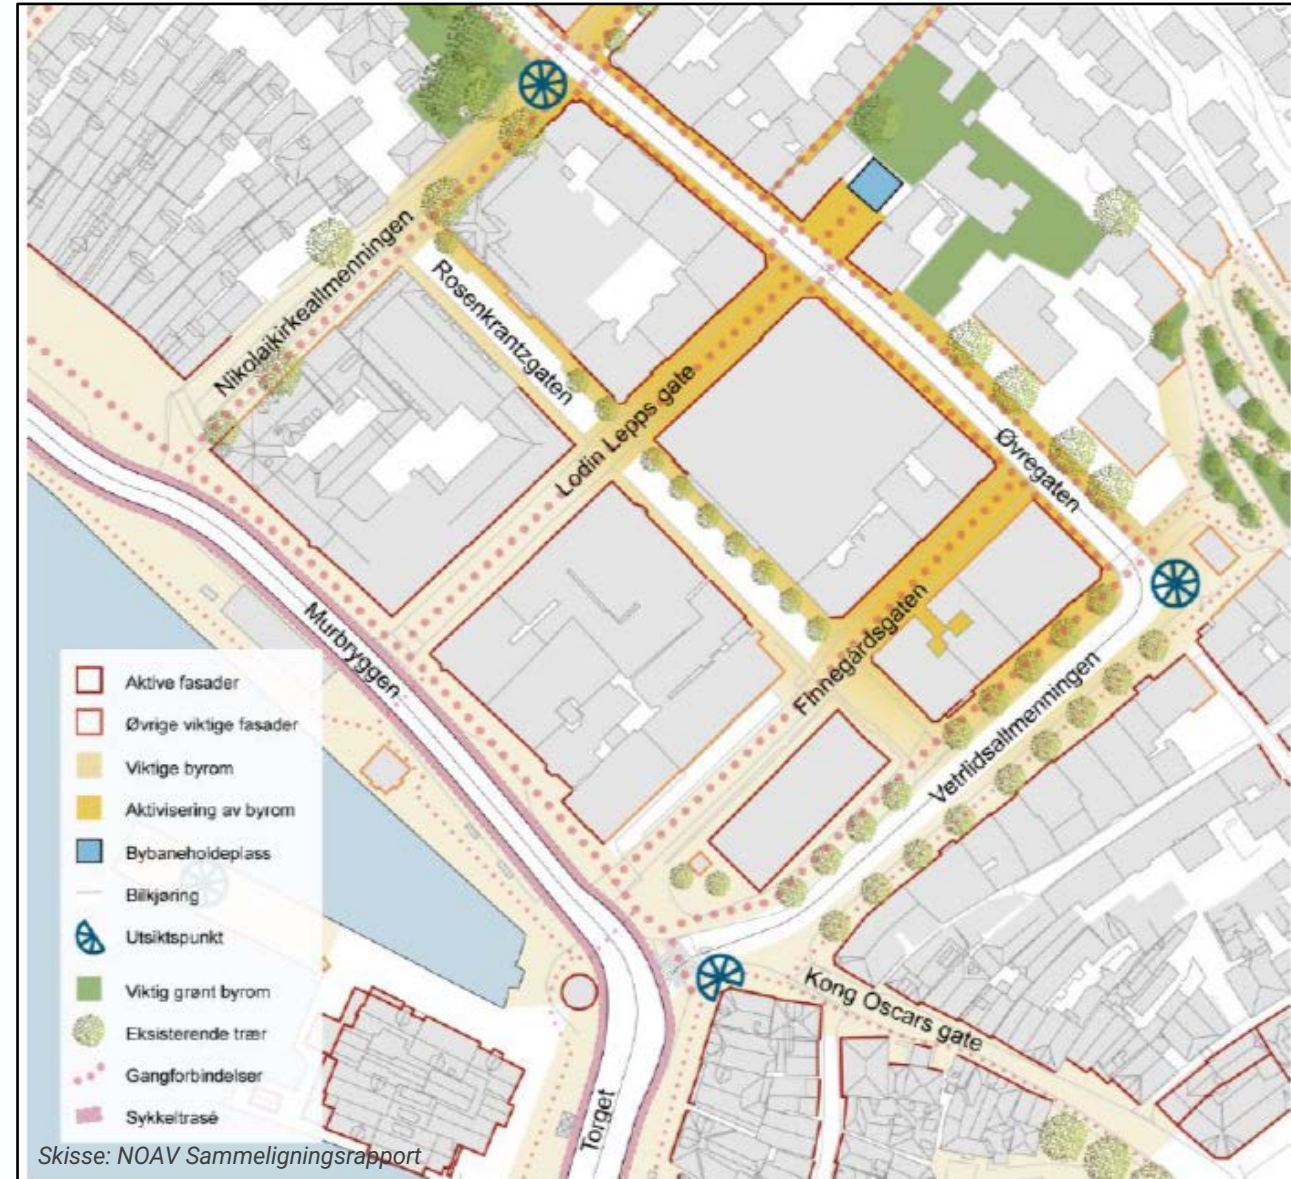 Nikolaikirkeallmenningen
Rosenkrantzgaten
Lodin Lepps gate
Øvregaten
Murbryggen
Finnegårdsgaten
Vetrlidsallmenningen
Kong Oscars gate
Torget
Aktive fasader
Øvrige viktige fasader
Viktige byrom
Aktivisering av byrom
Bybaneholdeplass
Bilkjøring
Utsiktspunkt
Viktig grønt byrom
Eksisterende trær
Gangforbindelser
Sykkeltrasé
Skisse: NOAV Sammeligningsrapport